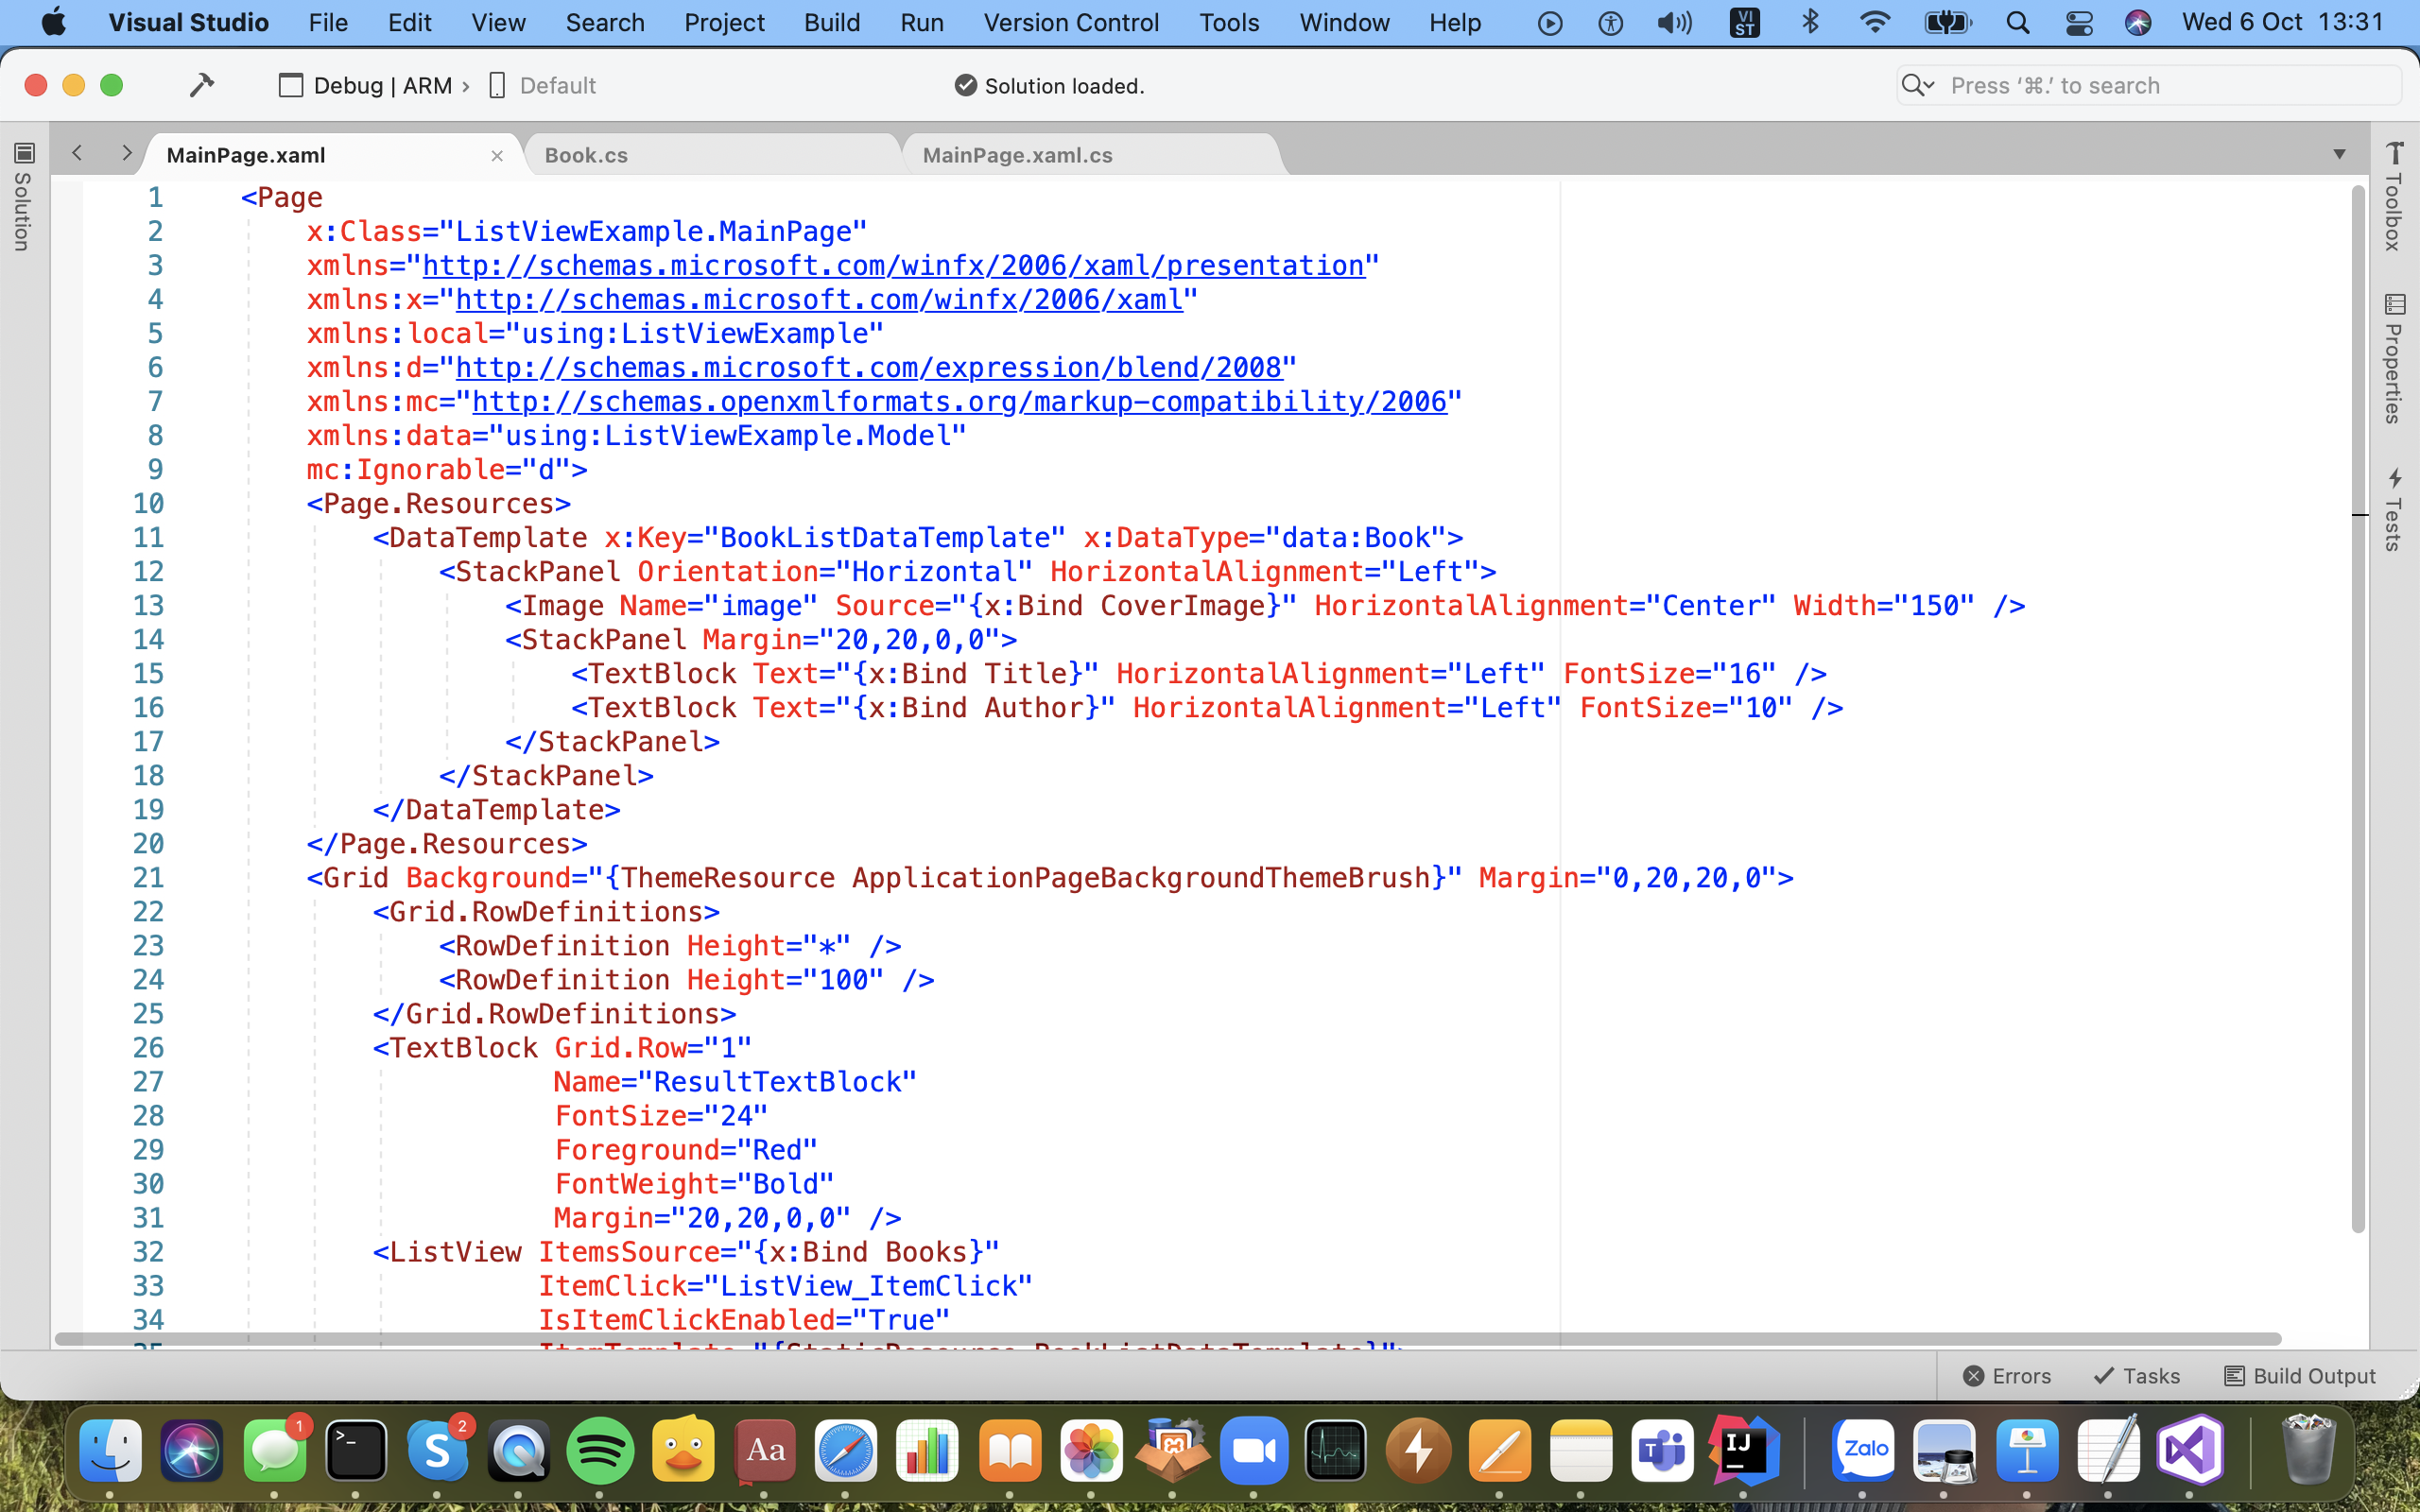 Visual Studio File Edit View Search Project Build Run Version Control Tools Window Help VI ST Wed 6 Oct 13:31
Debug | ARM › Default Solution loaded. Press ‘⌘.’ to search
MainPage.xaml × Book.cs MainPage.xaml.cs
Solution
Toolbox
Properties
Tests
1 <Page
2 x:Class="ListViewExample.MainPage"
3 xmlns="http://schemas.microsoft.com/winfx/2006/xaml/presentation"
4 xmlns:x="http://schemas.microsoft.com/winfx/2006/xaml"
5 xmlns:local="using:ListViewExample"
6 xmlns:d="http://schemas.microsoft.com/expression/blend/2008"
7 xmlns:mc="http://schemas.openxmlformats.org/markup-compatibility/2006"
8 xmlns:data="using:ListViewExample.Model"
9 mc:Ignorable="d">
10 <Page.Resources>
11 <DataTemplate x:Key="BookListDataTemplate" x:DataType="data:Book">
12 <StackPanel Orientation="Horizontal" HorizontalAlignment="Left">
13 <Image Name="image" Source="{x:Bind CoverImage}" HorizontalAlignment="Center" Width="150" />
14 <StackPanel Margin="20,20,0,0">
15 <TextBlock Text="{x:Bind Title}" HorizontalAlignment="Left" FontSize="16" />
16 <TextBlock Text="{x:Bind Author}" HorizontalAlignment="Left" FontSize="10" />
17 </StackPanel>
18 </StackPanel>
19 </DataTemplate>
20 </Page.Resources>
21 <Grid Background="{ThemeResource ApplicationPageBackgroundThemeBrush}" Margin="0,20,20,0">
22 <Grid.RowDefinitions>
23 <RowDefinition Height="*" />
24 <RowDefinition Height="100" />
25 </Grid.RowDefinitions>
26 <TextBlock Grid.Row="1"
27 Name="ResultTextBlock"
28 FontSize="24"
29 Foreground="Red"
30 FontWeight="Bold"
31 Margin="20,20,0,0" />
32 <ListView ItemsSource="{x:Bind Books}"
33 ItemClick="ListView_ItemClick"
34 IsItemClickEnabled="True"
35 ItemTemplate="{StaticResource BookListDataTemplate}">
Errors Tasks Build Output
1 >_ S 2 Aa T IJ Zalo